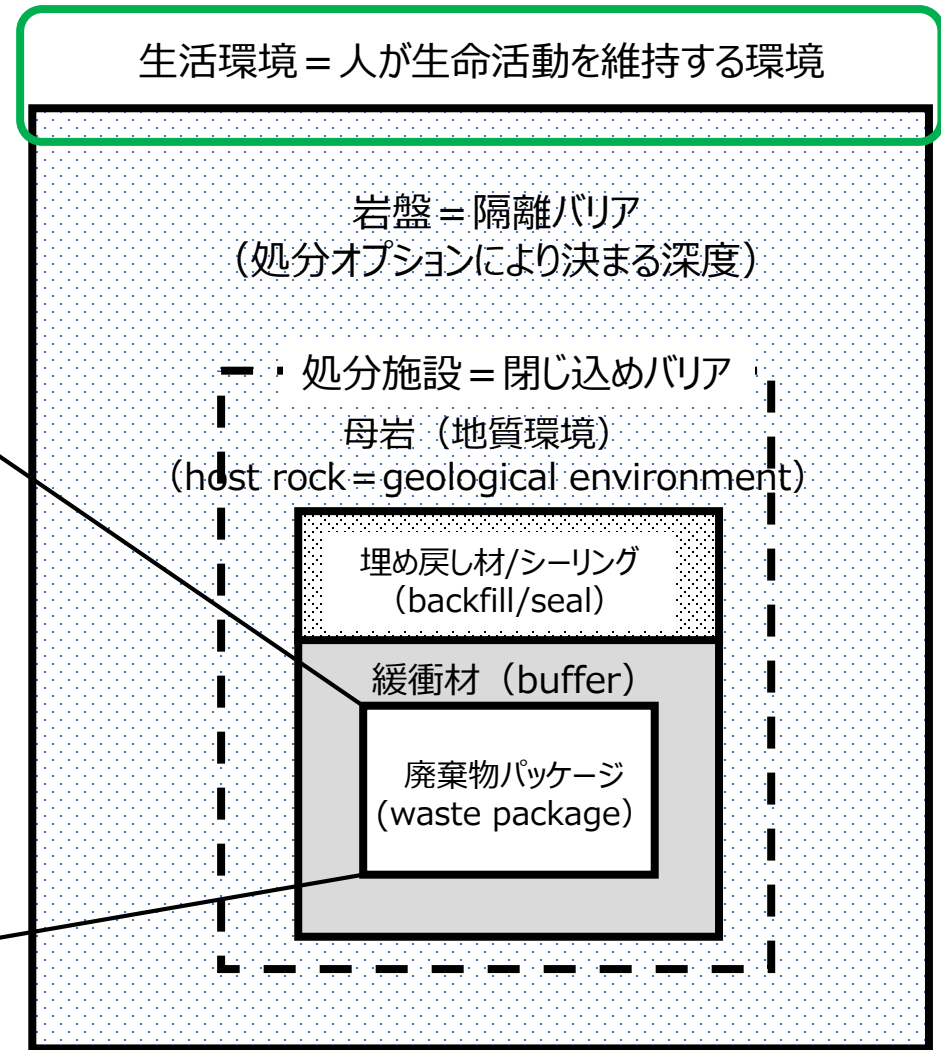 生活環境＝人が生命活動を維持する環境
岩盤＝隔離バリア
（処分オプションにより決まる深度）
処分施設＝閉じ込めバリア
母岩（地質環境）
（host rock＝geological environment）
埋め戻し材/シーリング
（backfill/seal）
緩衝材（buffer）
廃棄物パッケージ
(waste package）